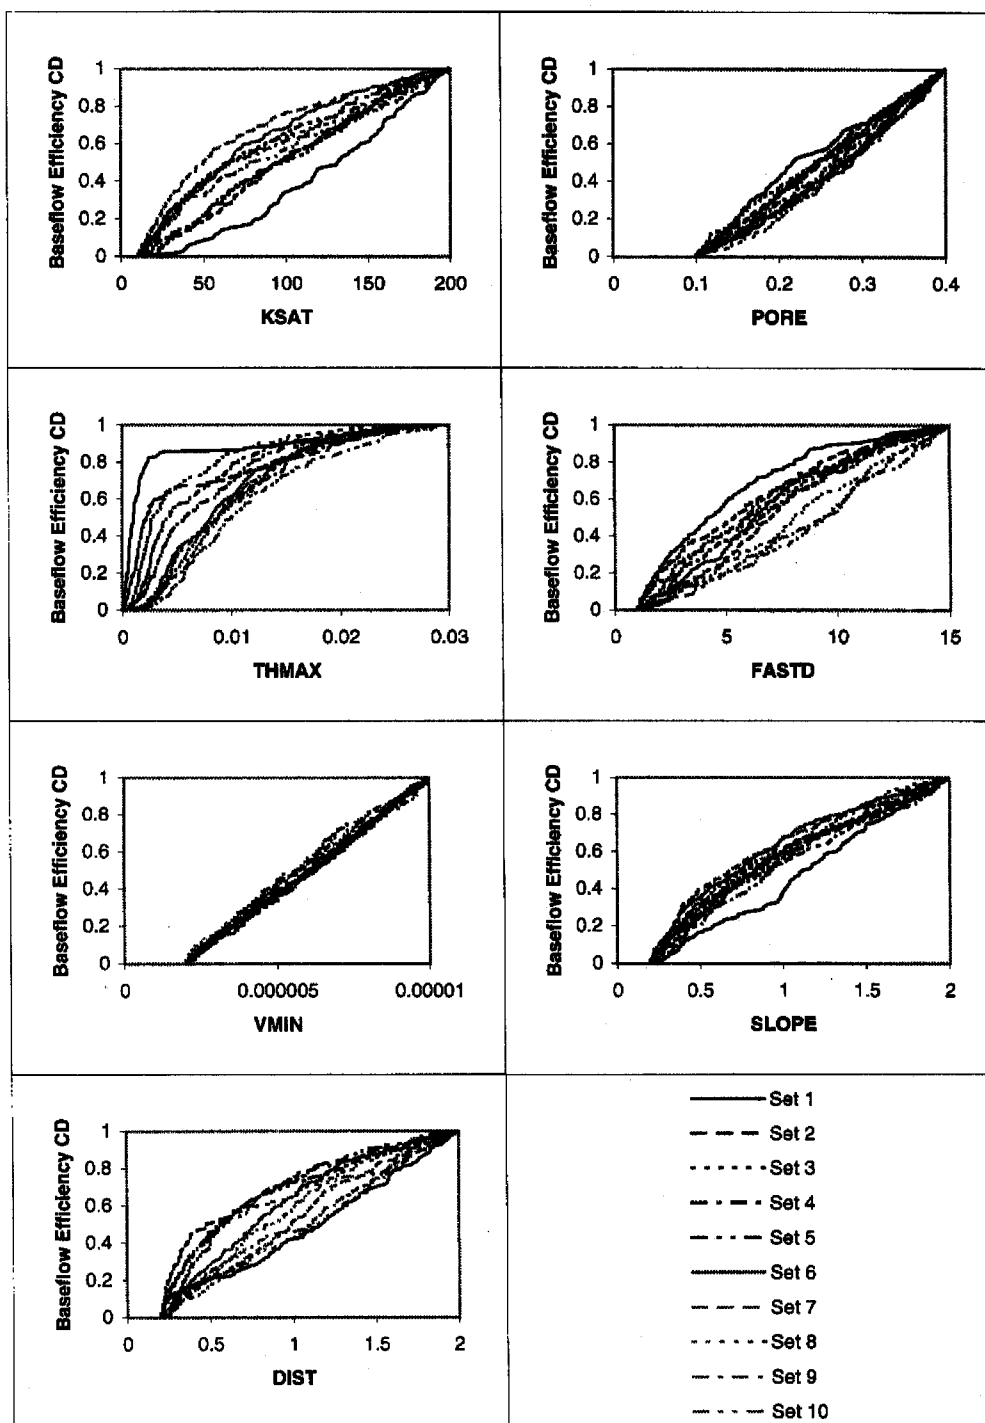 Baseflow Efficiency CD
1
0.8
0.6
0.4
0.2
0
0 50 100 150 200
KSAT
Baseflow Efficiency CD
1
0.8
0.6
0.4
0.2
0
0 0.1 0.2 0.3 0.4
PORE
Baseflow Efficiency CD
1
0.8
0.6
0.4
0.2
0
0 0.01 0.02 0.03
THMAX
Baseflow Efficiency CD
1
0.8
0.6
0.4
0.2
0
0 5 10 15
FASTD
Baseflow Efficiency CD
1
0.8
0.6
0.4
0.2
0
0 0.000005 0.00001
VMIN
Baseflow Efficiency CD
1
0.8
0.6
0.4
0.2
0
0 0.5 1 1.5 2
SLOPE
Baseflow Efficiency CD
1
0.8
0.6
0.4
0.2
0
0 0.5 1 1.5 2
DIST
Set 1
Set 2
Set 3
Set 4
Set 5
Set 6
Set 7
Set 8
Set 9
Set 10